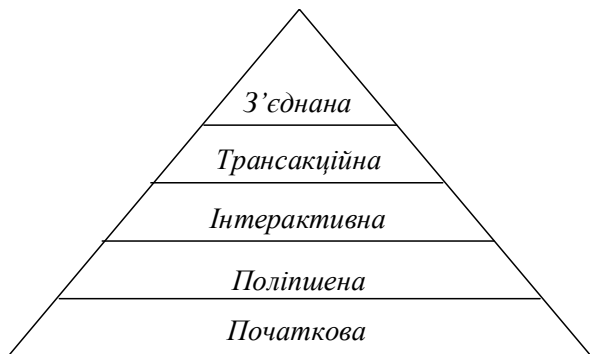 З’єднана
Трансакційна
Інтерактивна
Поліпшена
Початкова